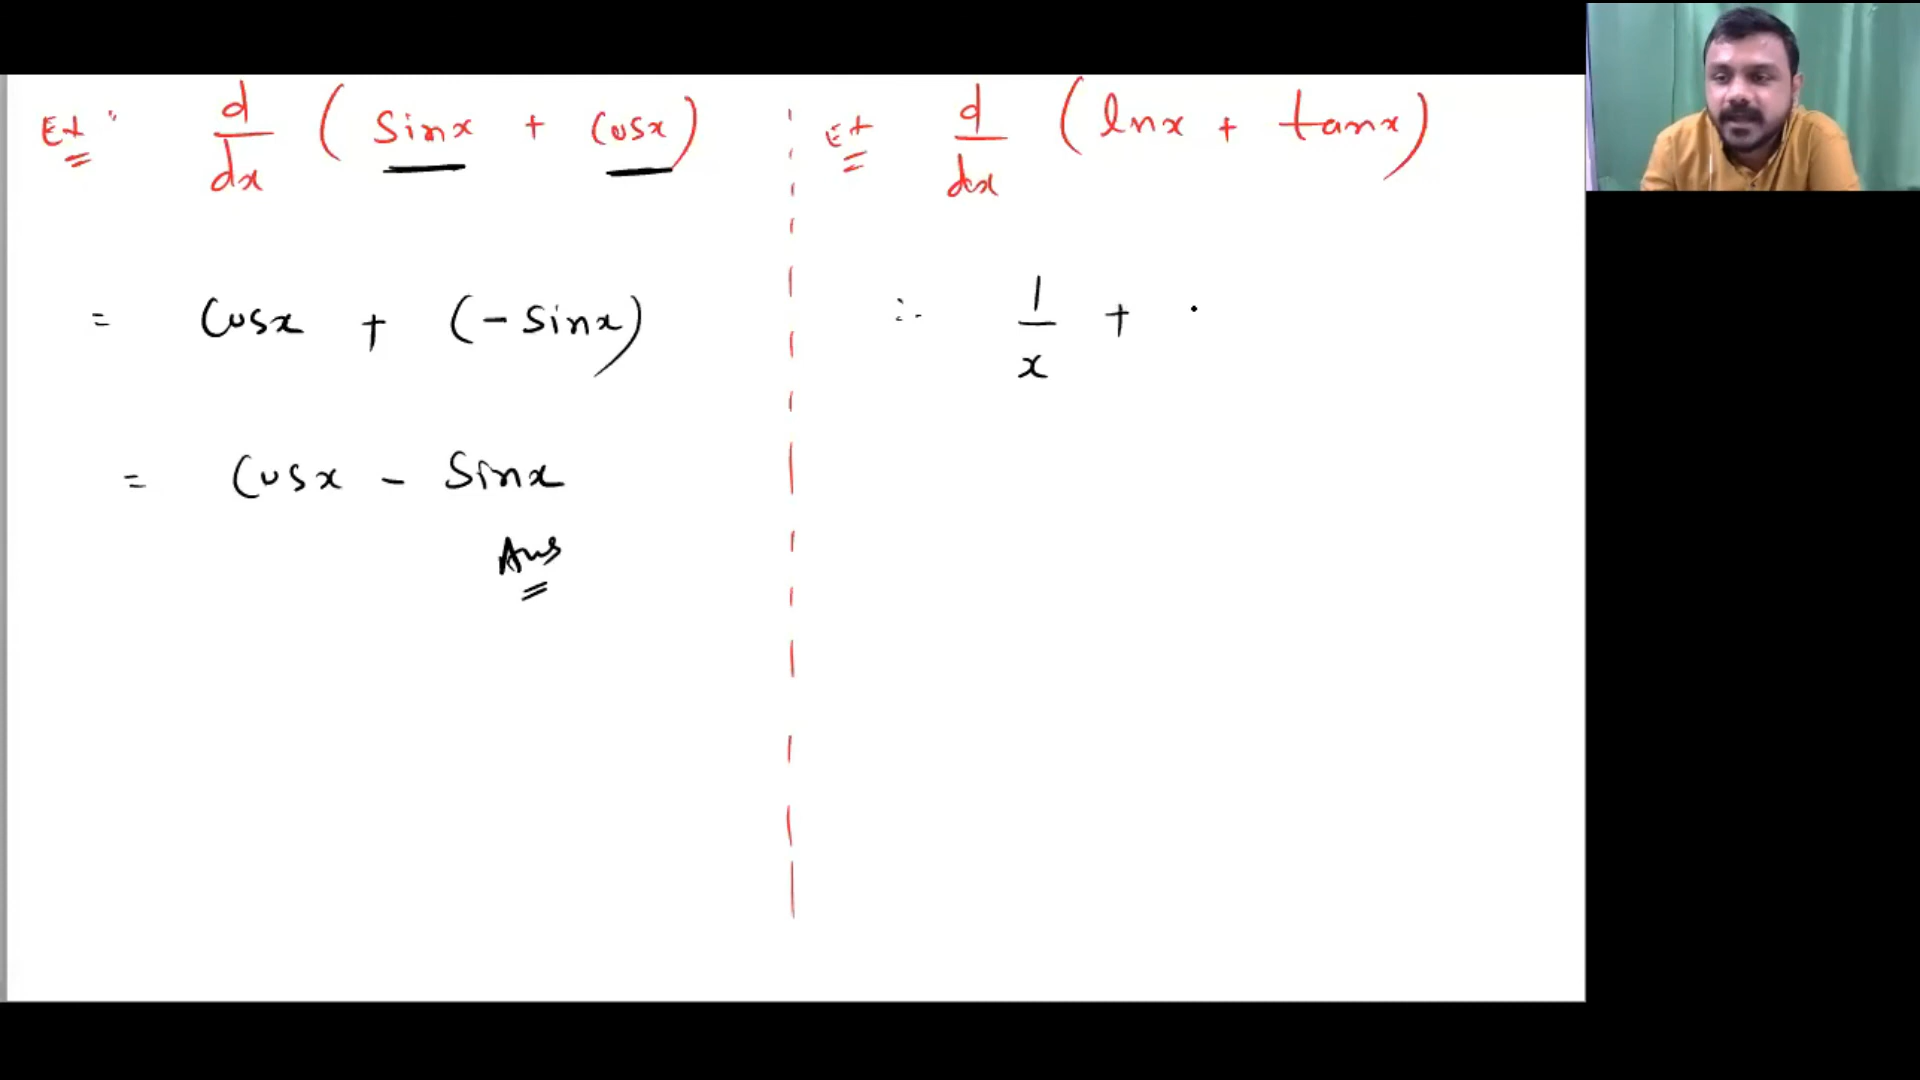 Ex: d/dx (sinx + cosx)
= cosx + (-sinx)
= cosx - sinx
Ans
Ex d/dx (lnx + tanx)
∴ 1/x +